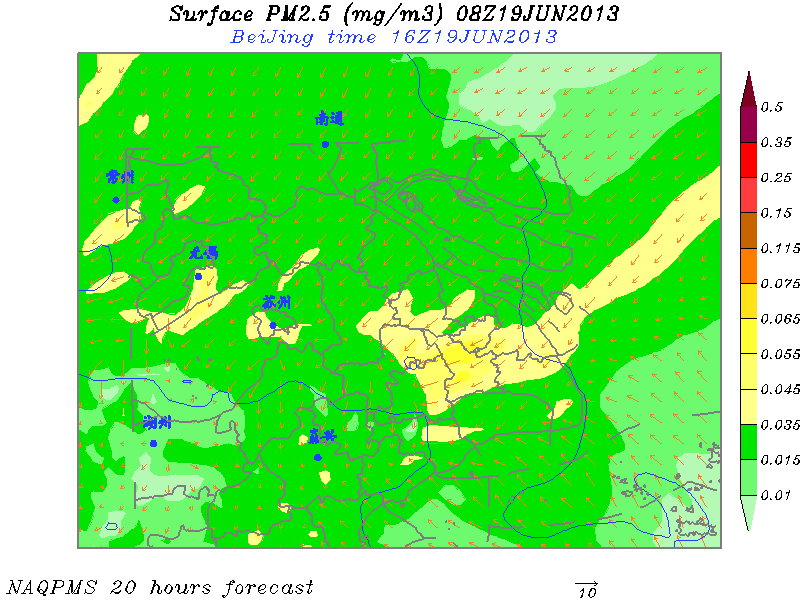 Surface PM2.5 (mg/m3) 08Z19JUN2013
BeiJing time 16Z19JUN2013
南通
常州
无锡
苏州
湖州
嘉兴
0.5
0.35
0.25
0.15
0.115
0.075
0.065
0.055
0.045
0.035
0.015
0.01
NAQPMS 20 hours forecast
10